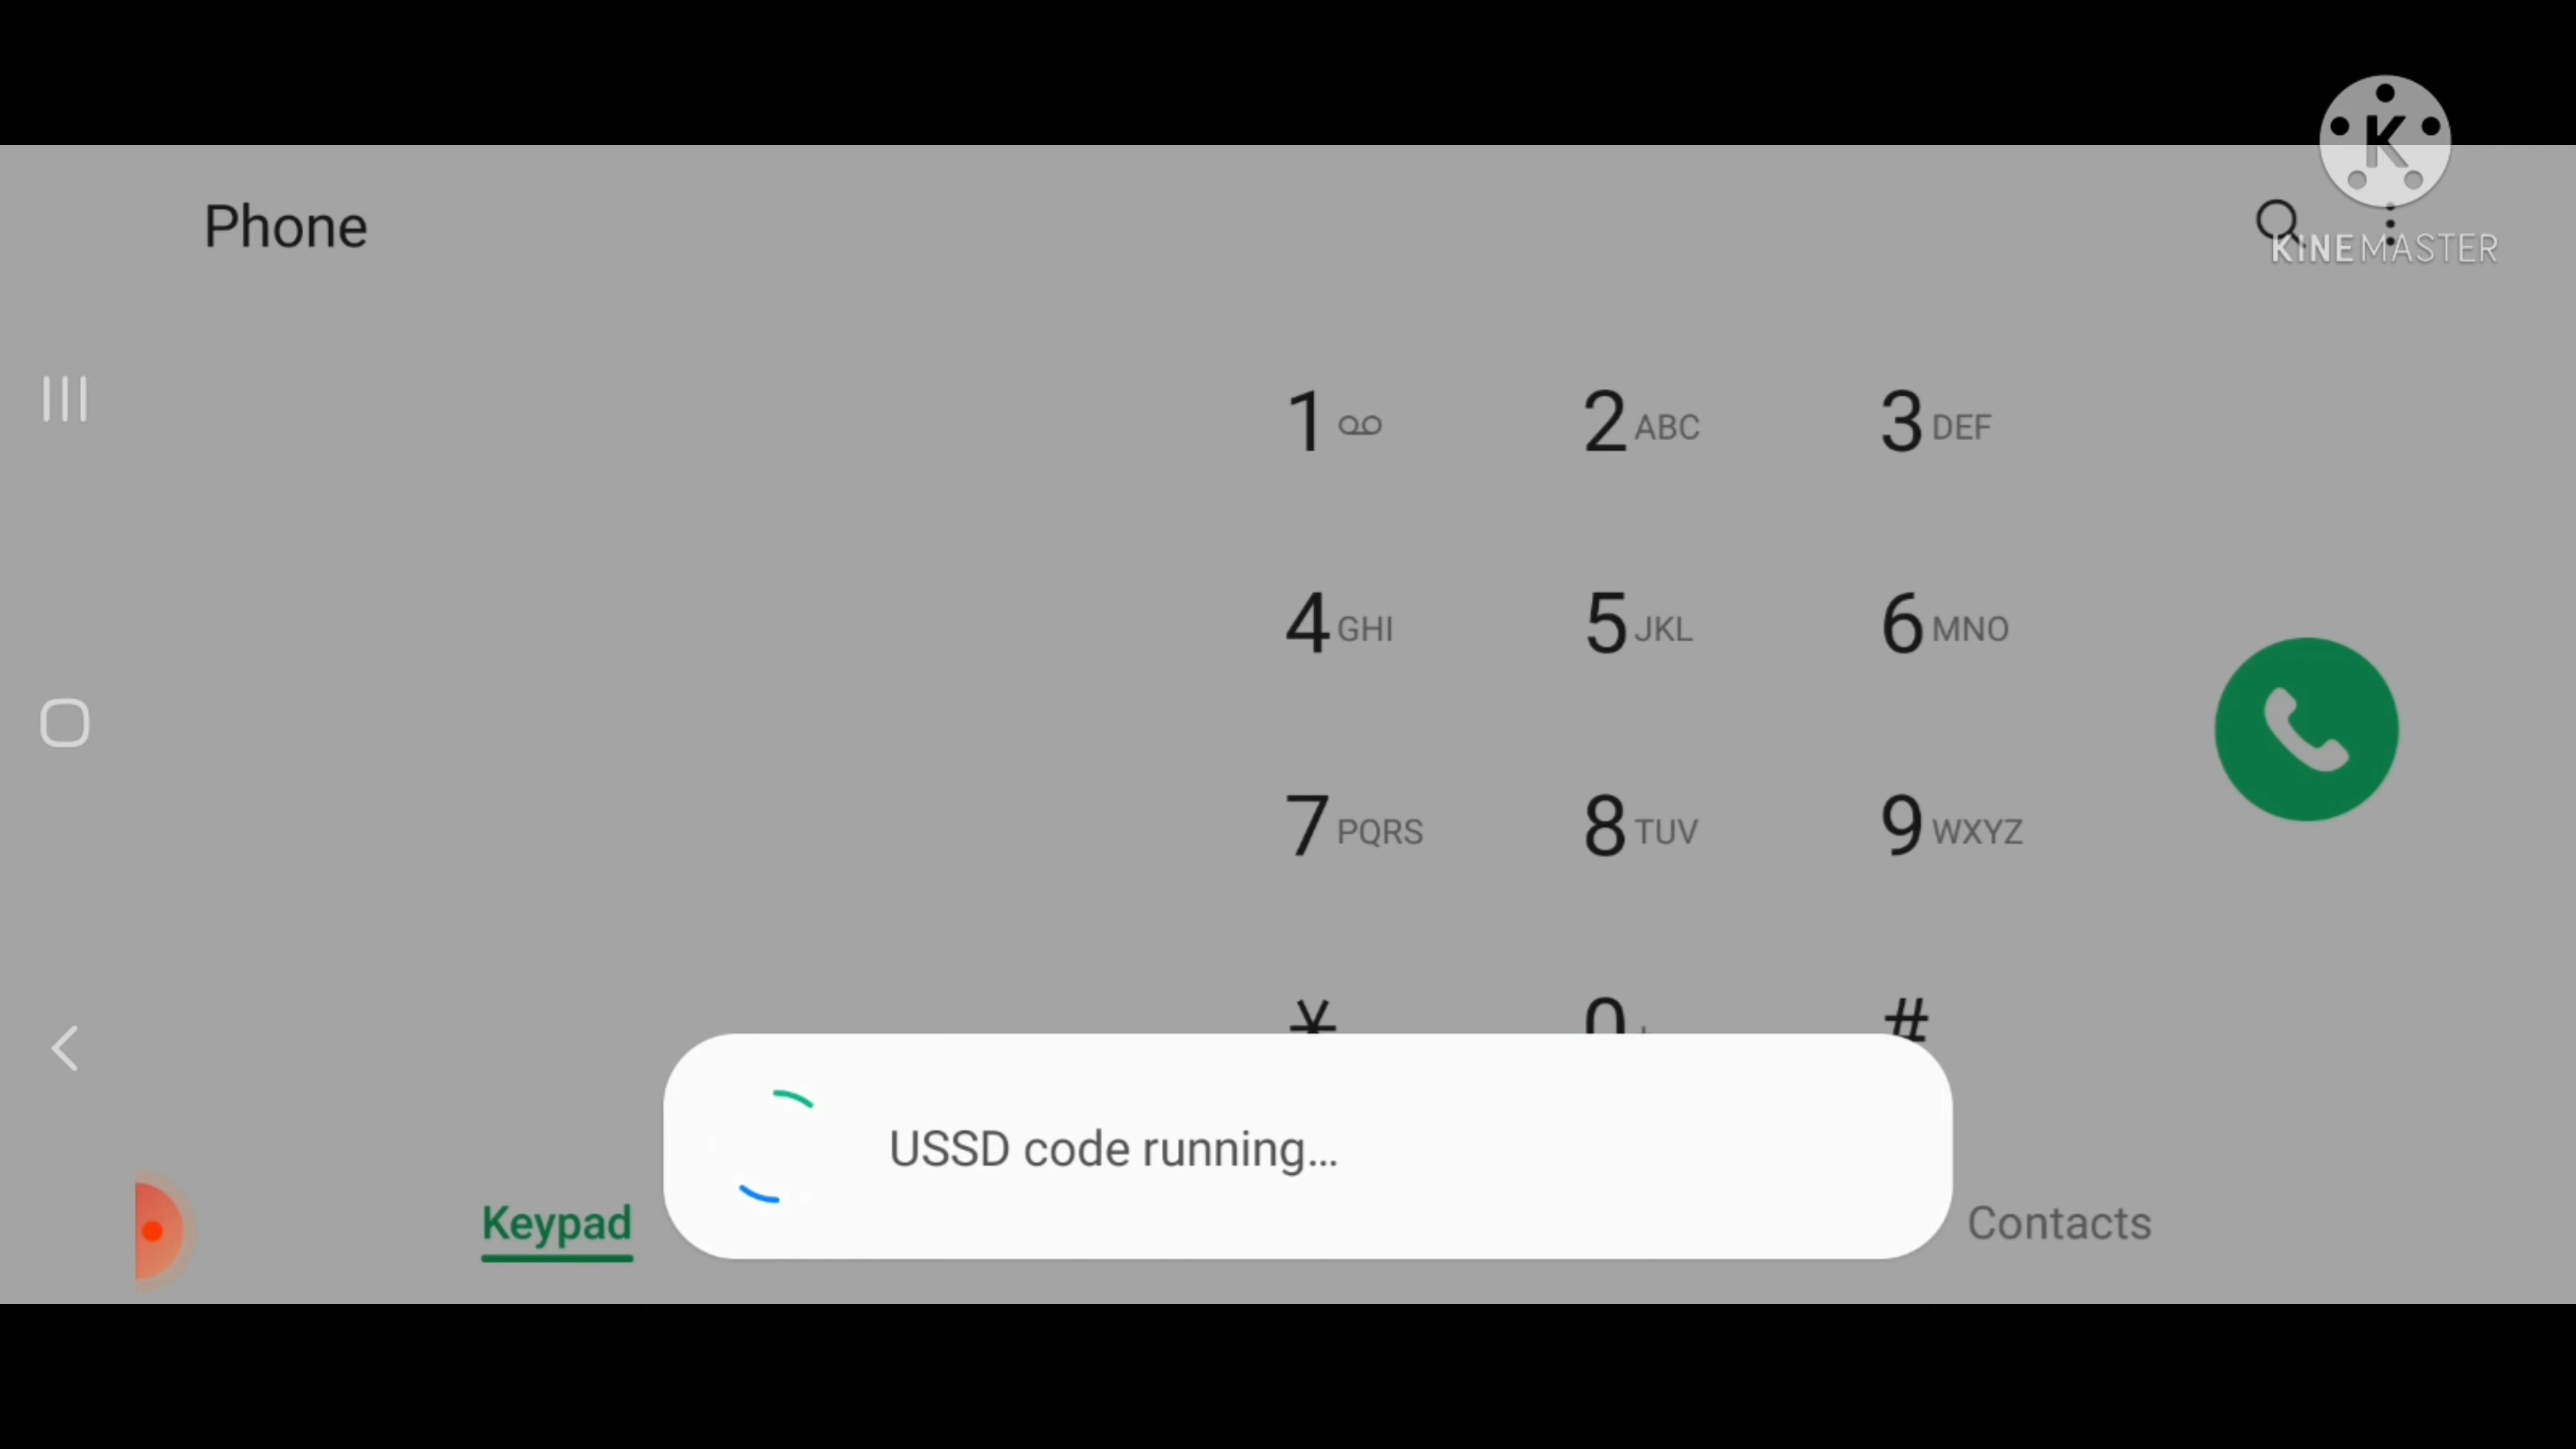 Phone
K
KINEMASTER
1
2 ABC
3 DEF
4 GHI
5 JKL
6 MNO
7 PQRS
8 TUV
9 WXYZ
* 0 + #
USSD code running...
Keypad
Contacts